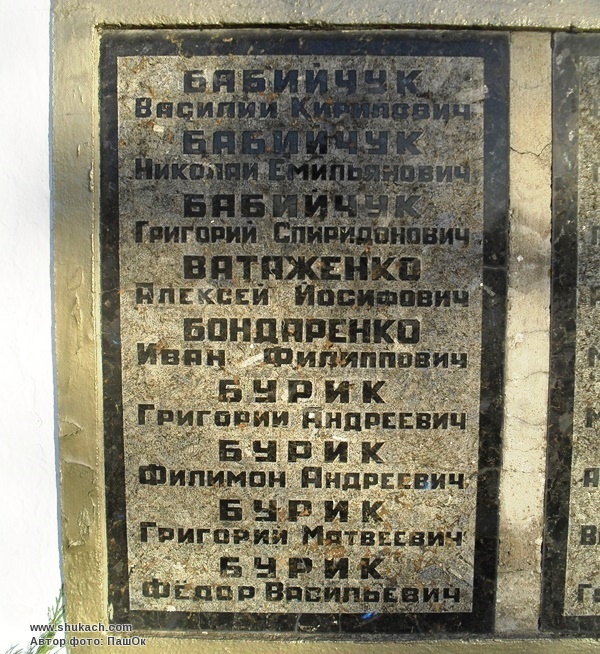 БАБИЙЧУК
Василий Кирилович
БАБИЙЧУК
Николай Емильянович
БАБИЙЧУК
Григорий Спиридонович
ВАТАЖЕНКО
Алексей Йосифович
БОНДАРЕНКО
Иван Филиппович
БУРИК
Григорий Андреевич
БУРИК
Филимон Андреевич
БУРИК
Григорий Матвеевич
БУРИК
Фёдор Васильевич
www.shukach.com
Автор фото: ПашОк